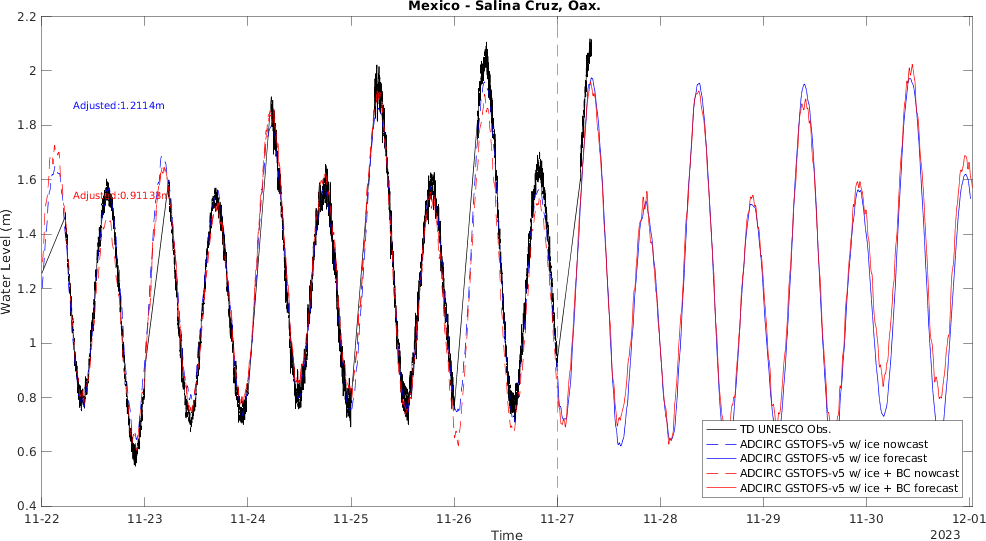 Mexico - Salina Cruz, Oax.
2.2
2
1.8
1.6
1.4
1.2
1
0.8
0.6
0.4
Water Level (m)
Adjusted:1.2114m
Adjusted:0.91133m
TD UNESCO Obs.
ADCIRC GSTOFS-v5 w/ ice nowcast
ADCIRC GSTOFS-v5 w/ ice forecast
ADCIRC GSTOFS-v5 w/ ice + BC nowcast
ADCIRC GSTOFS-v5 w/ ice + BC forecast
11-22 11-23 11-24 11-25 11-26 11-27 11-28 11-29 11-30 12-01
Time
2023